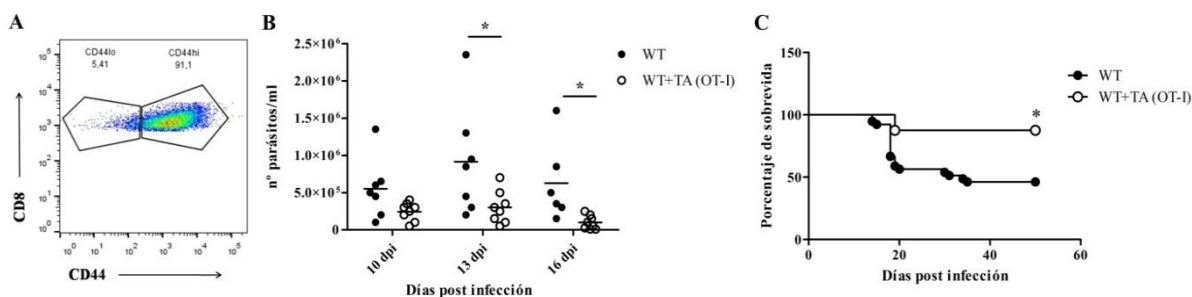 A
CD44lo
5,41
CD44hi
91,1
10^5
10^4
10^3
10^2
10^1
10^0
10^0 10^1 10^2 10^3 10^4 10^5
CD8
CD44
B
2.5×10^6
2.0×10^6
1.5×10^6
1.0×10^6
5.0×10^5
0
nº parásitos/ml
*
*
WT
WT+TA (OT-I)
10 dpi
13 dpi
16 dpi
Días post infección
C
150
100
50
0
Porcentaje de sobrevida
WT
WT+TA (OT-I)
*
0 20 40 60
Días post infección